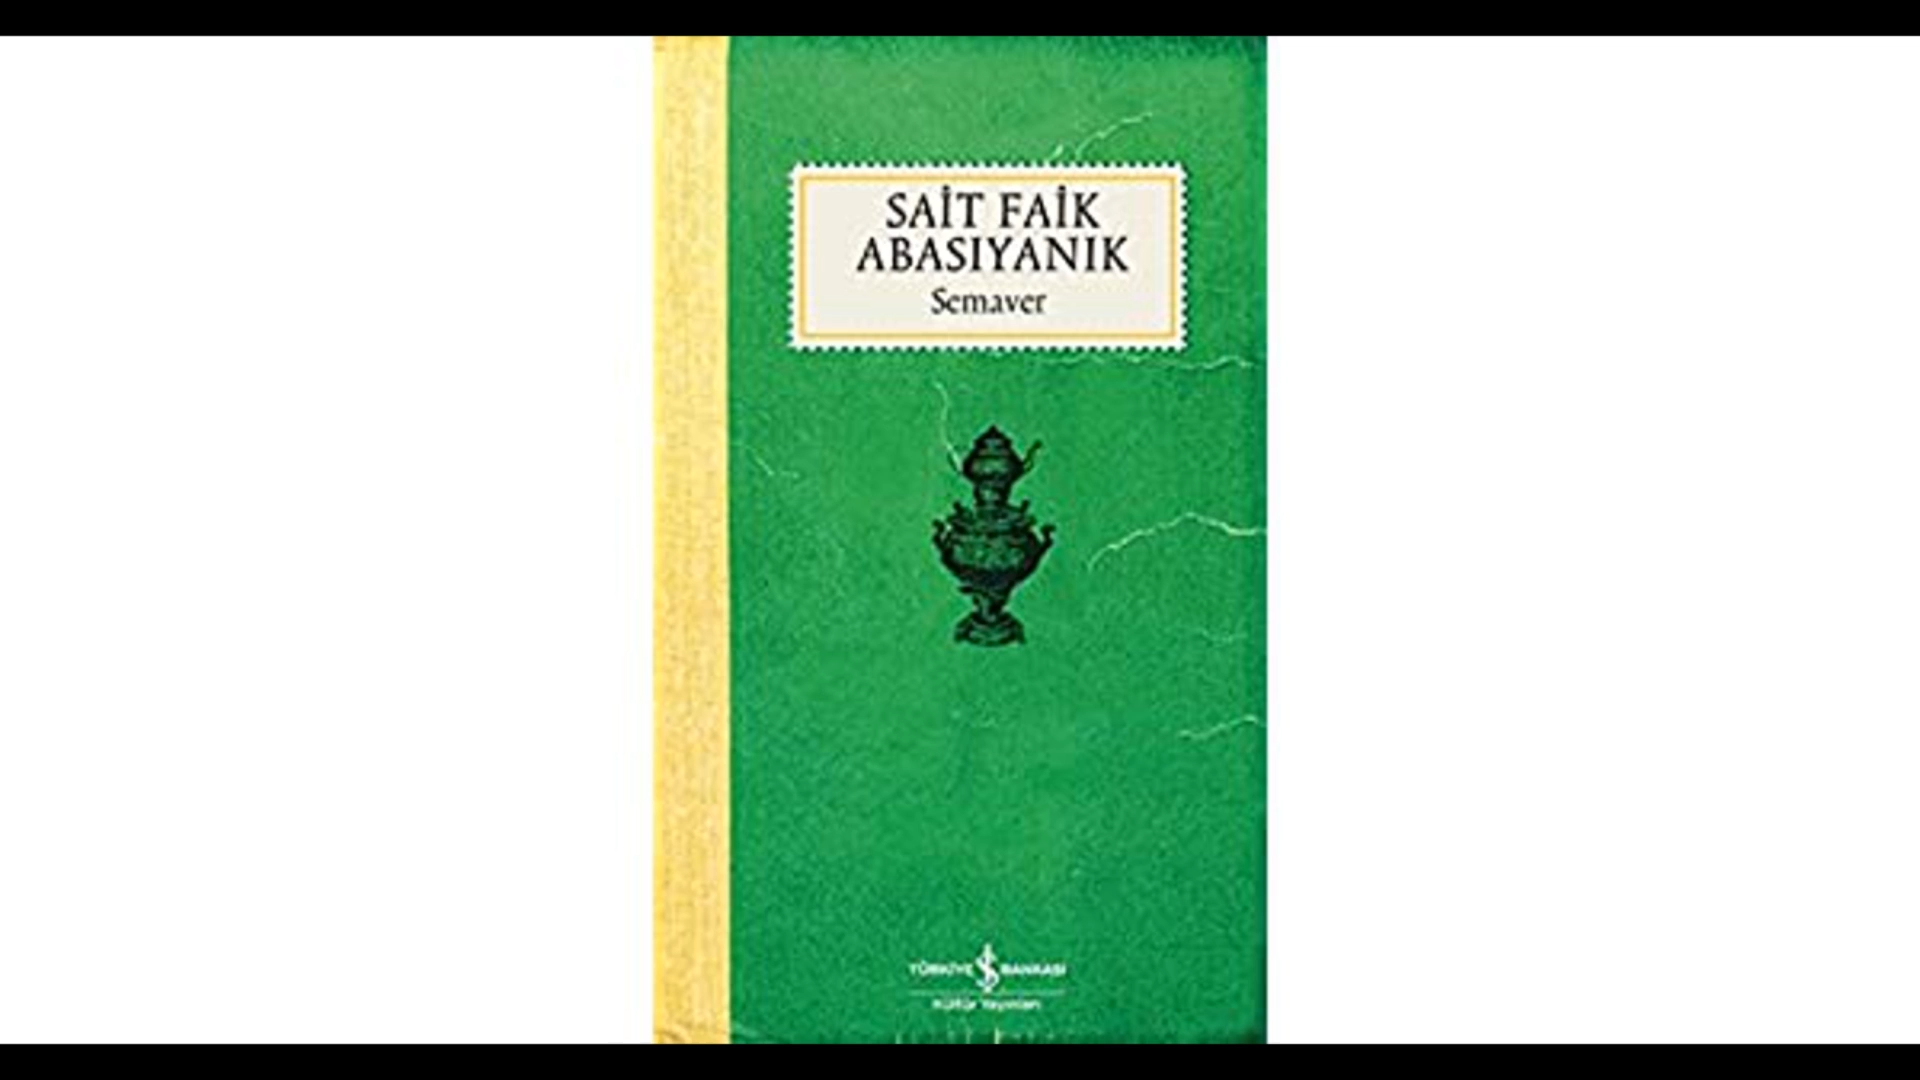 SAİT FAİK
ABASIYANIK
Semaver
TÜRKİYE İŞ BANKASI
Kültür Yayınları